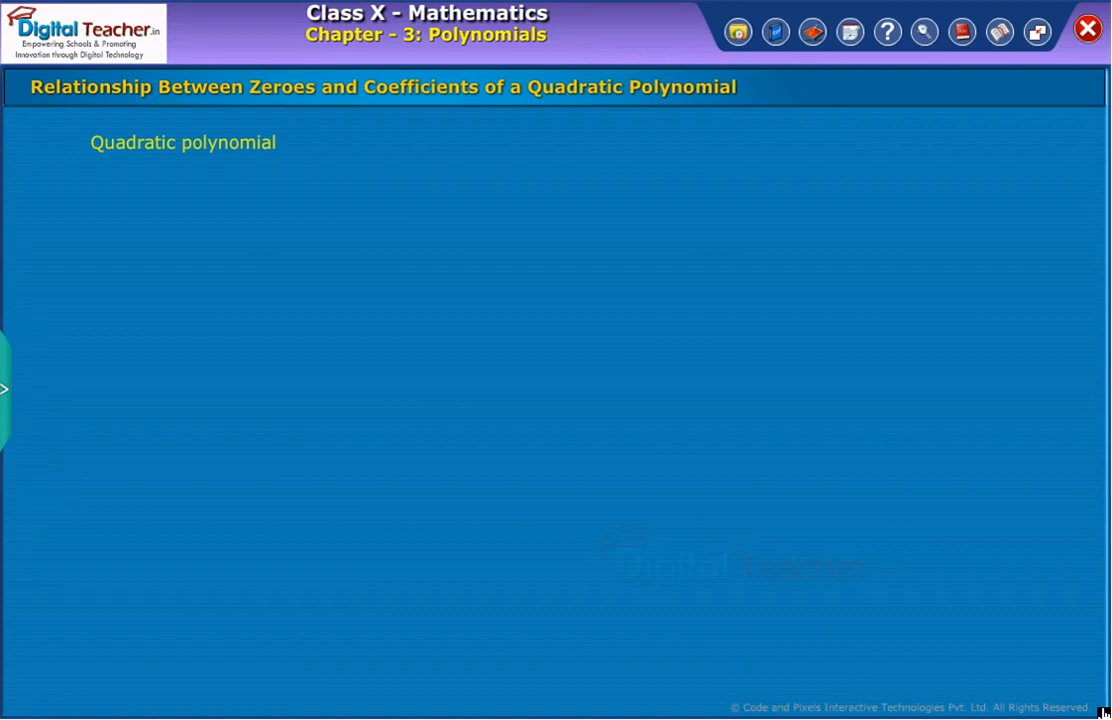 Digital Teacher.in
Empowering Schools & Promoting
Innovation through Digital Technology
Class X - Mathematics
Chapter - 3: Polynomials
?
Relationship Between Zeroes and Coefficients of a Quadratic Polynomial
Quadratic polynomial
Digital Teacher
© Code and Pixels Interactive Technologies Pvt. Ltd. All Rights Reserved.